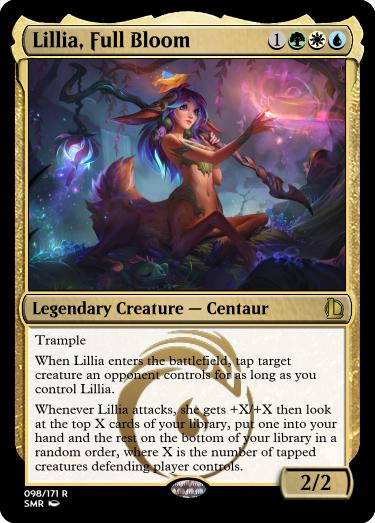 Lillia, Full Bloom 1
Legendary Creature — Centaur
Trample
When Lillia enters the battlefield, tap target
creature an opponent controls for as long as you
control Lillia.
Whenever Lillia attacks, she gets +X/+X then look
at the top X cards of your library, put one into your
hand and the rest on the bottom of your library in a
random order, where X is the number of tapped
creatures defending player controls.
2/2
098/171 R
SMR